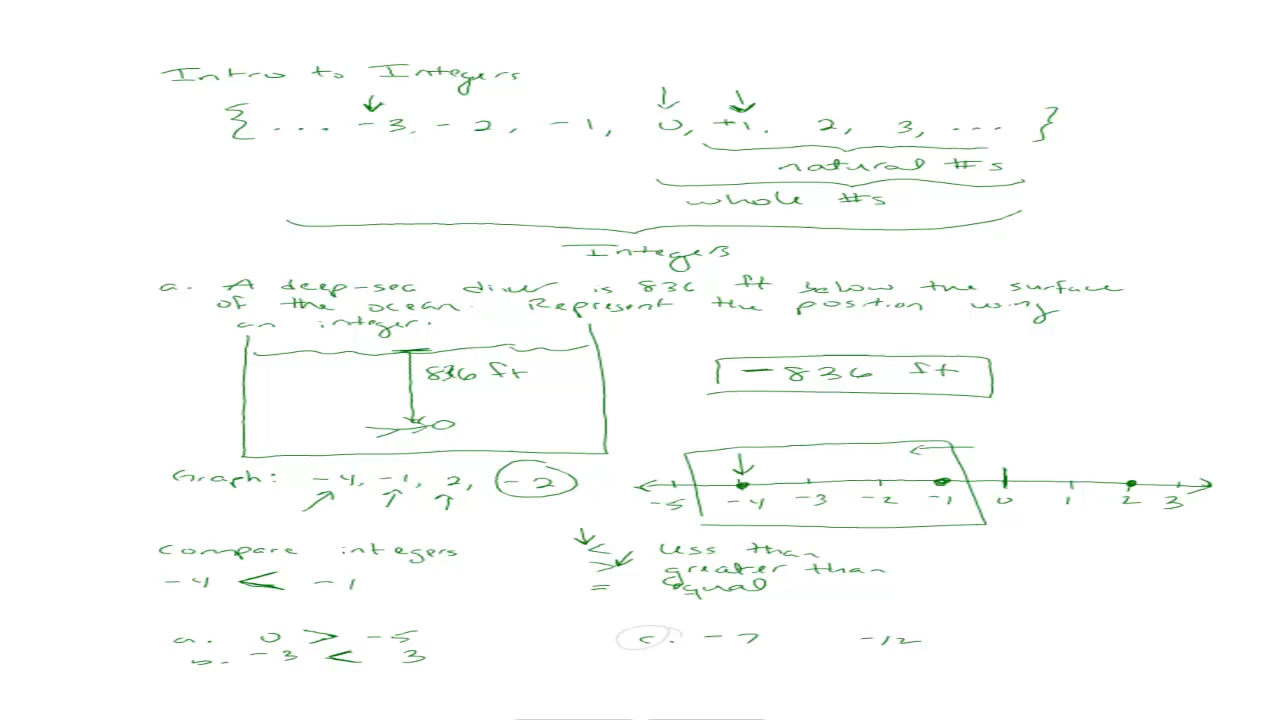 Intro to Integers
{ ... -3, -2, -1, 0, +1, 2, 3, ... }
natural #s
whole #s
Integers
a. A deep-sea diver is 836 ft below the surface
of the ocean. Represent the position using
an integer.
836 ft
-836 ft
Graph: -4, -1, 2, -2
-5 -4 -3 -2 -1 0 1 2 3
Compare integers
< less than
> greater than
= equal
-4 < -1
a. 0 > -5
b. -3 < 3
c. -7 -12